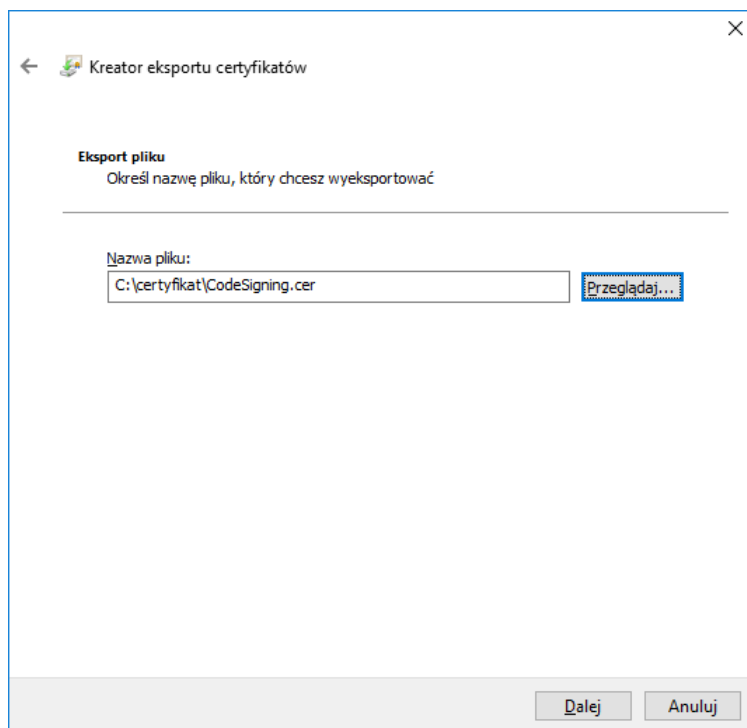 Kreator eksportu certyfikatów
Eksport pliku
Określ nazwę pliku, który chcesz wyeksportować
Nazwa pliku:
C:\certyfikat\CodeSigning.cer
Przeglądaj...
Dalej
Anuluj